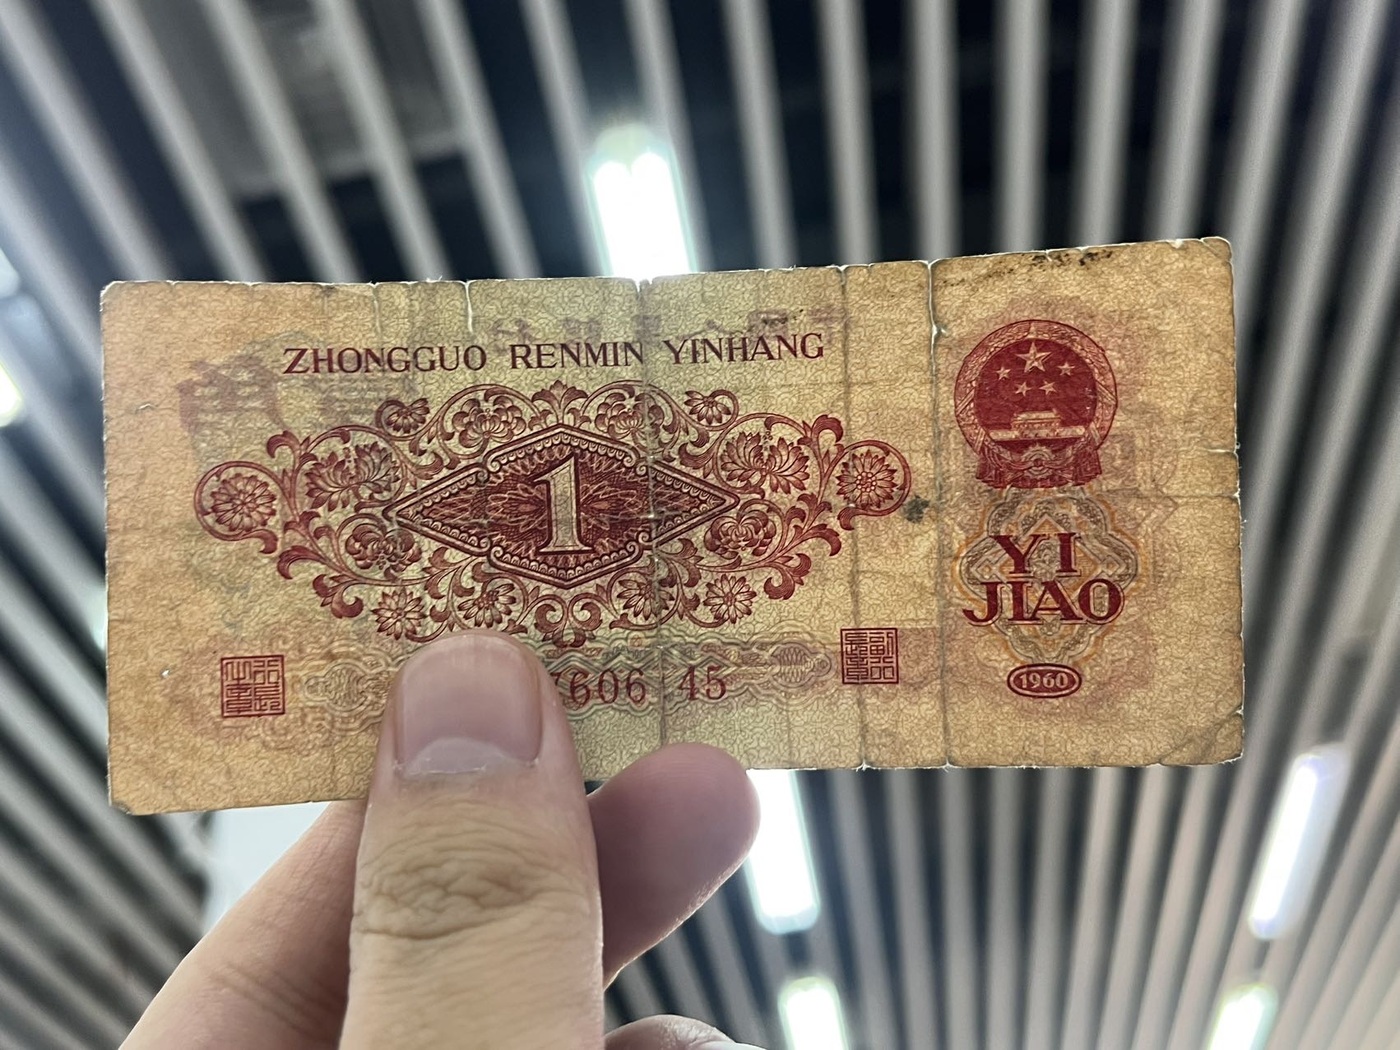 ZHONGGUO RENMIN YINHANG
1
YI
JIAO
7606 45
1960